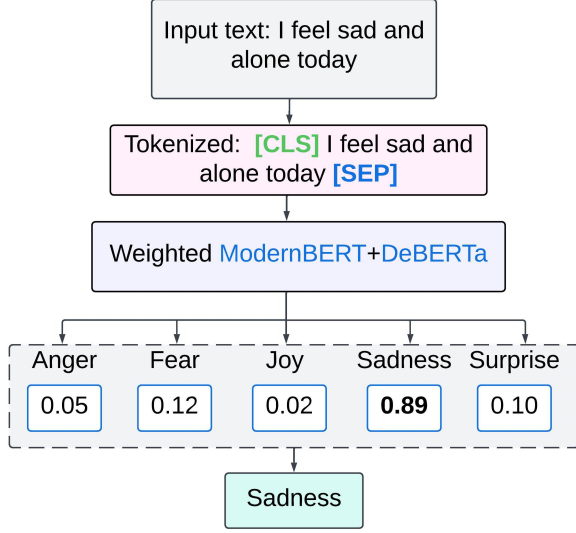 Input text: I feel sad and
alone today
Tokenized: [CLS] I feel sad and
alone today [SEP]
Weighted ModernBERT+DeBERTa
Anger Fear Joy Sadness Surprise
0.05 0.12 0.02 0.89 0.10
Sadness